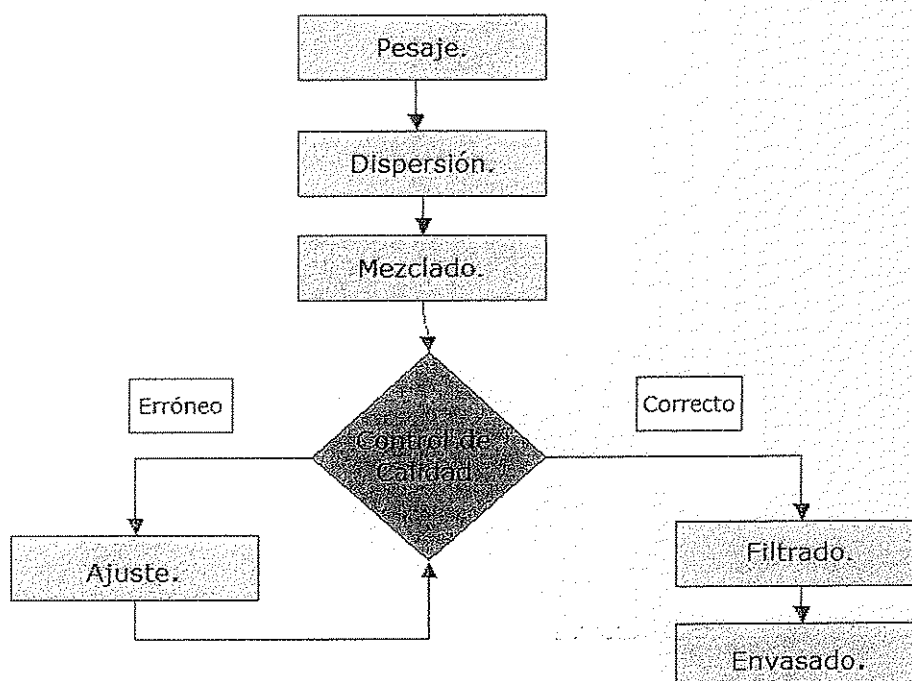 Pesaje.
Dispersión.
Mezclado.
Erróneo
Correcto
Control de
Calidad.
Ajuste.
Filtrado.
Envasado.